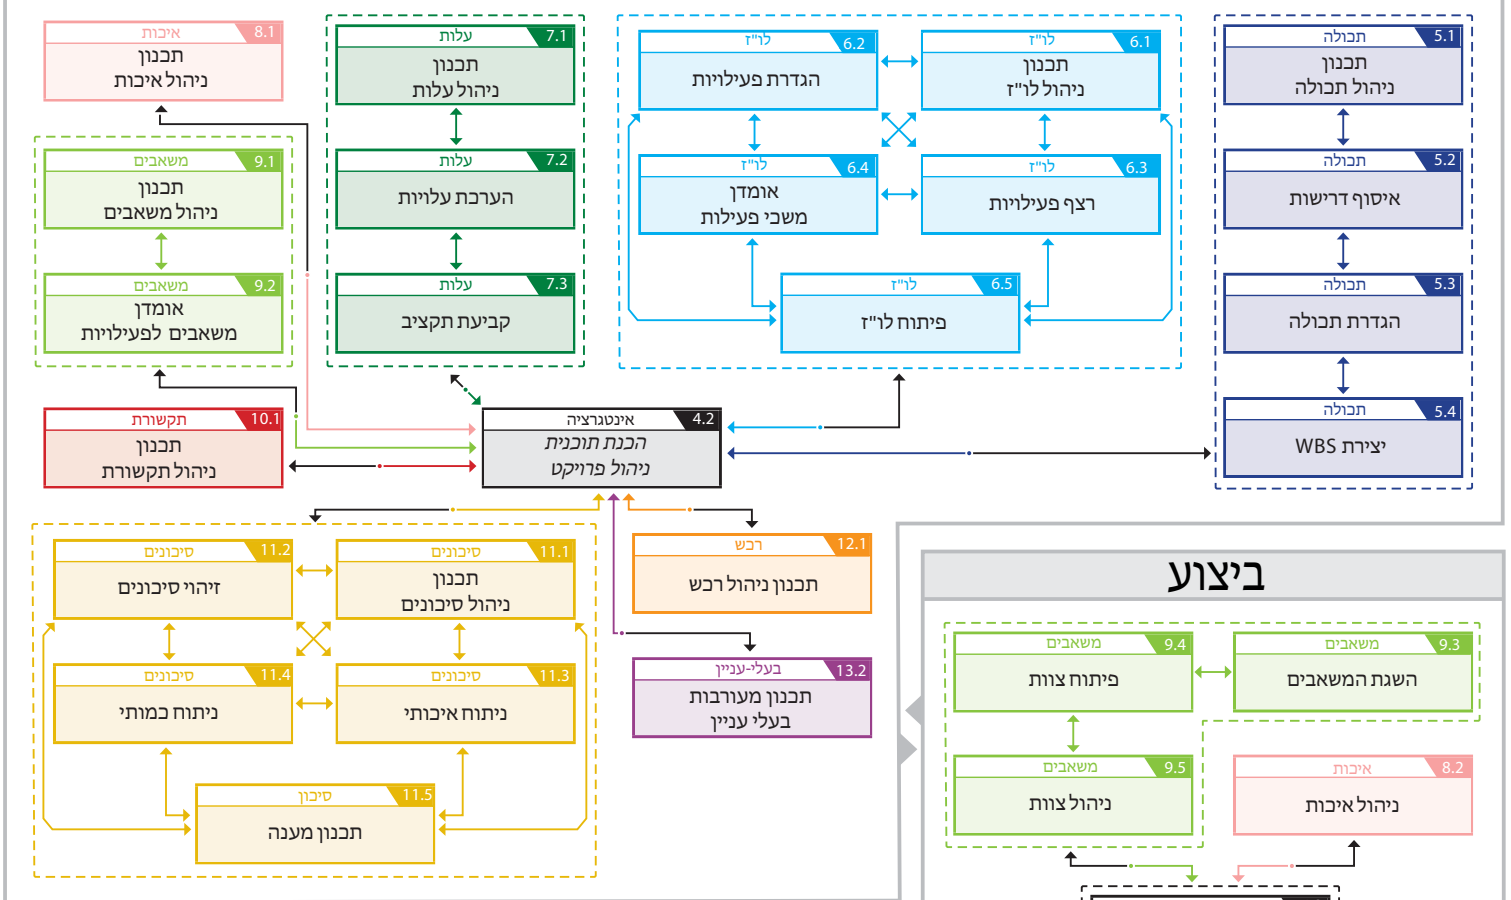 5.1 תכולה
תכנון
ניהול תכולה
5.2 תכולה
איסוף דרישות
5.3 תכולה
הגדרת תכולה
5.4 תכולה
יצירת WBS
6.1 לו"ז
תכנון
ניהול לו"ז
6.2 לו"ז
הגדרת פעילויות
6.3 לו"ז
רצף פעילויות
6.4 לו"ז
אומדן
משכי פעילות
6.5 לו"ז
פיתוח לו"ז
7.1 עלות
תכנון
ניהול עלות
7.2 עלות
הערכת עלויות
7.3 עלות
קביעת תקציב
8.1 איכות
תכנון
ניהול איכות
9.1 משאבים
תכנון
ניהול משאבים
9.2 משאבים
אומדן
משאבים לפעילויות
10.1 תקשורת
תכנון
ניהול תקשורת
4.2 אינטגרציה
הכנת תוכנית
ניהול פרויקט
11.1 סיכונים
תכנון
ניהול סיכונים
11.2 סיכונים
זיהוי סיכונים
11.3 סיכונים
ניתוח איכותי
11.4 סיכונים
ניתוח כמותי
11.5 סיכון
תכנון מענה
12.1 רכש
תכנון ניהול רכש
13.2 בעלי-עניין
תכנון מעורבות
בעלי עניין
ביצוע
9.3 משאבים
השגת המשאבים
9.4 משאבים
פיתוח צוות
9.5 משאבים
ניהול צוות
8.2 איכות
ניהול איכות